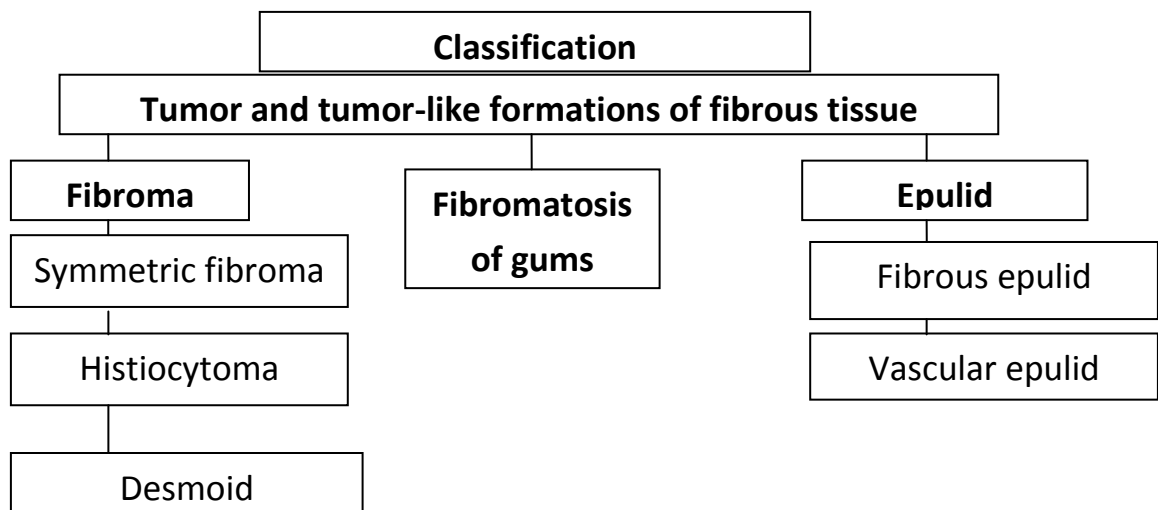 Classification
Tumor and tumor-like formations of fibrous tissue
Fibroma
Fibromatosis
of gums
Epulid
Symmetric fibroma
Fibrous epulid
Histiocytoma
Vascular epulid
Desmoid